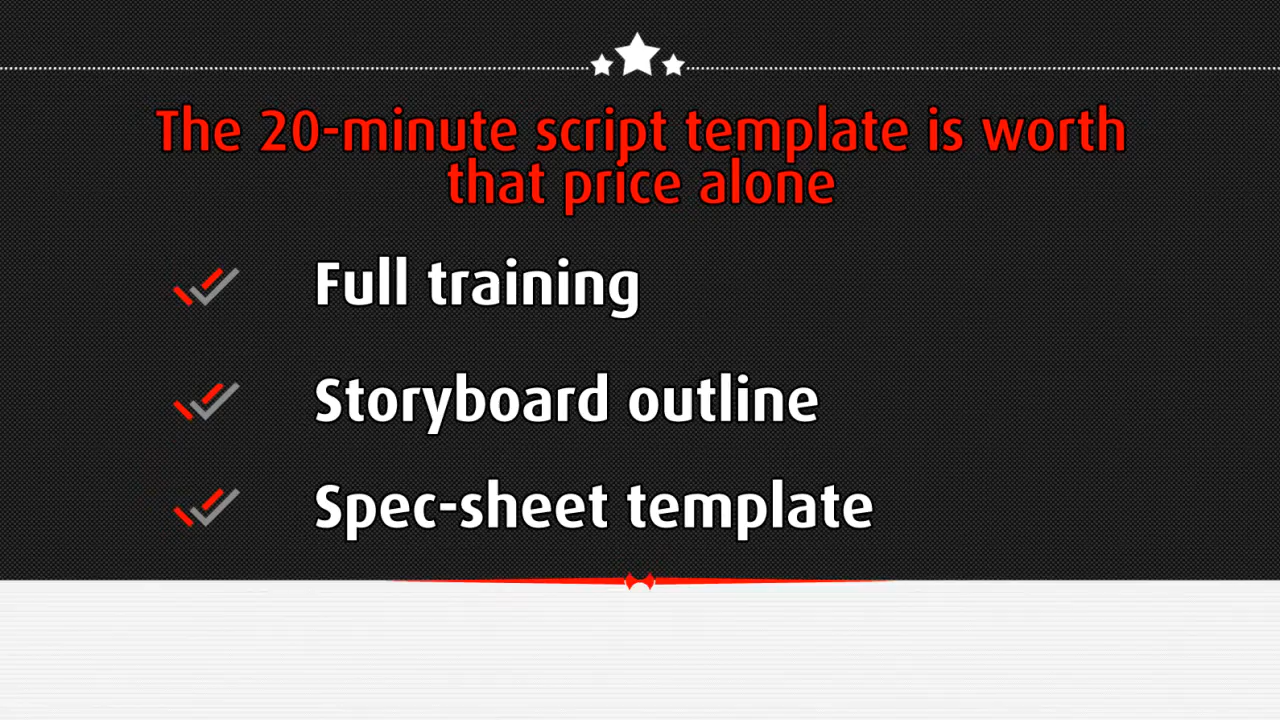 The 20-minute script template is worth
that price alone
Full training
Storyboard outline
Spec-sheet template